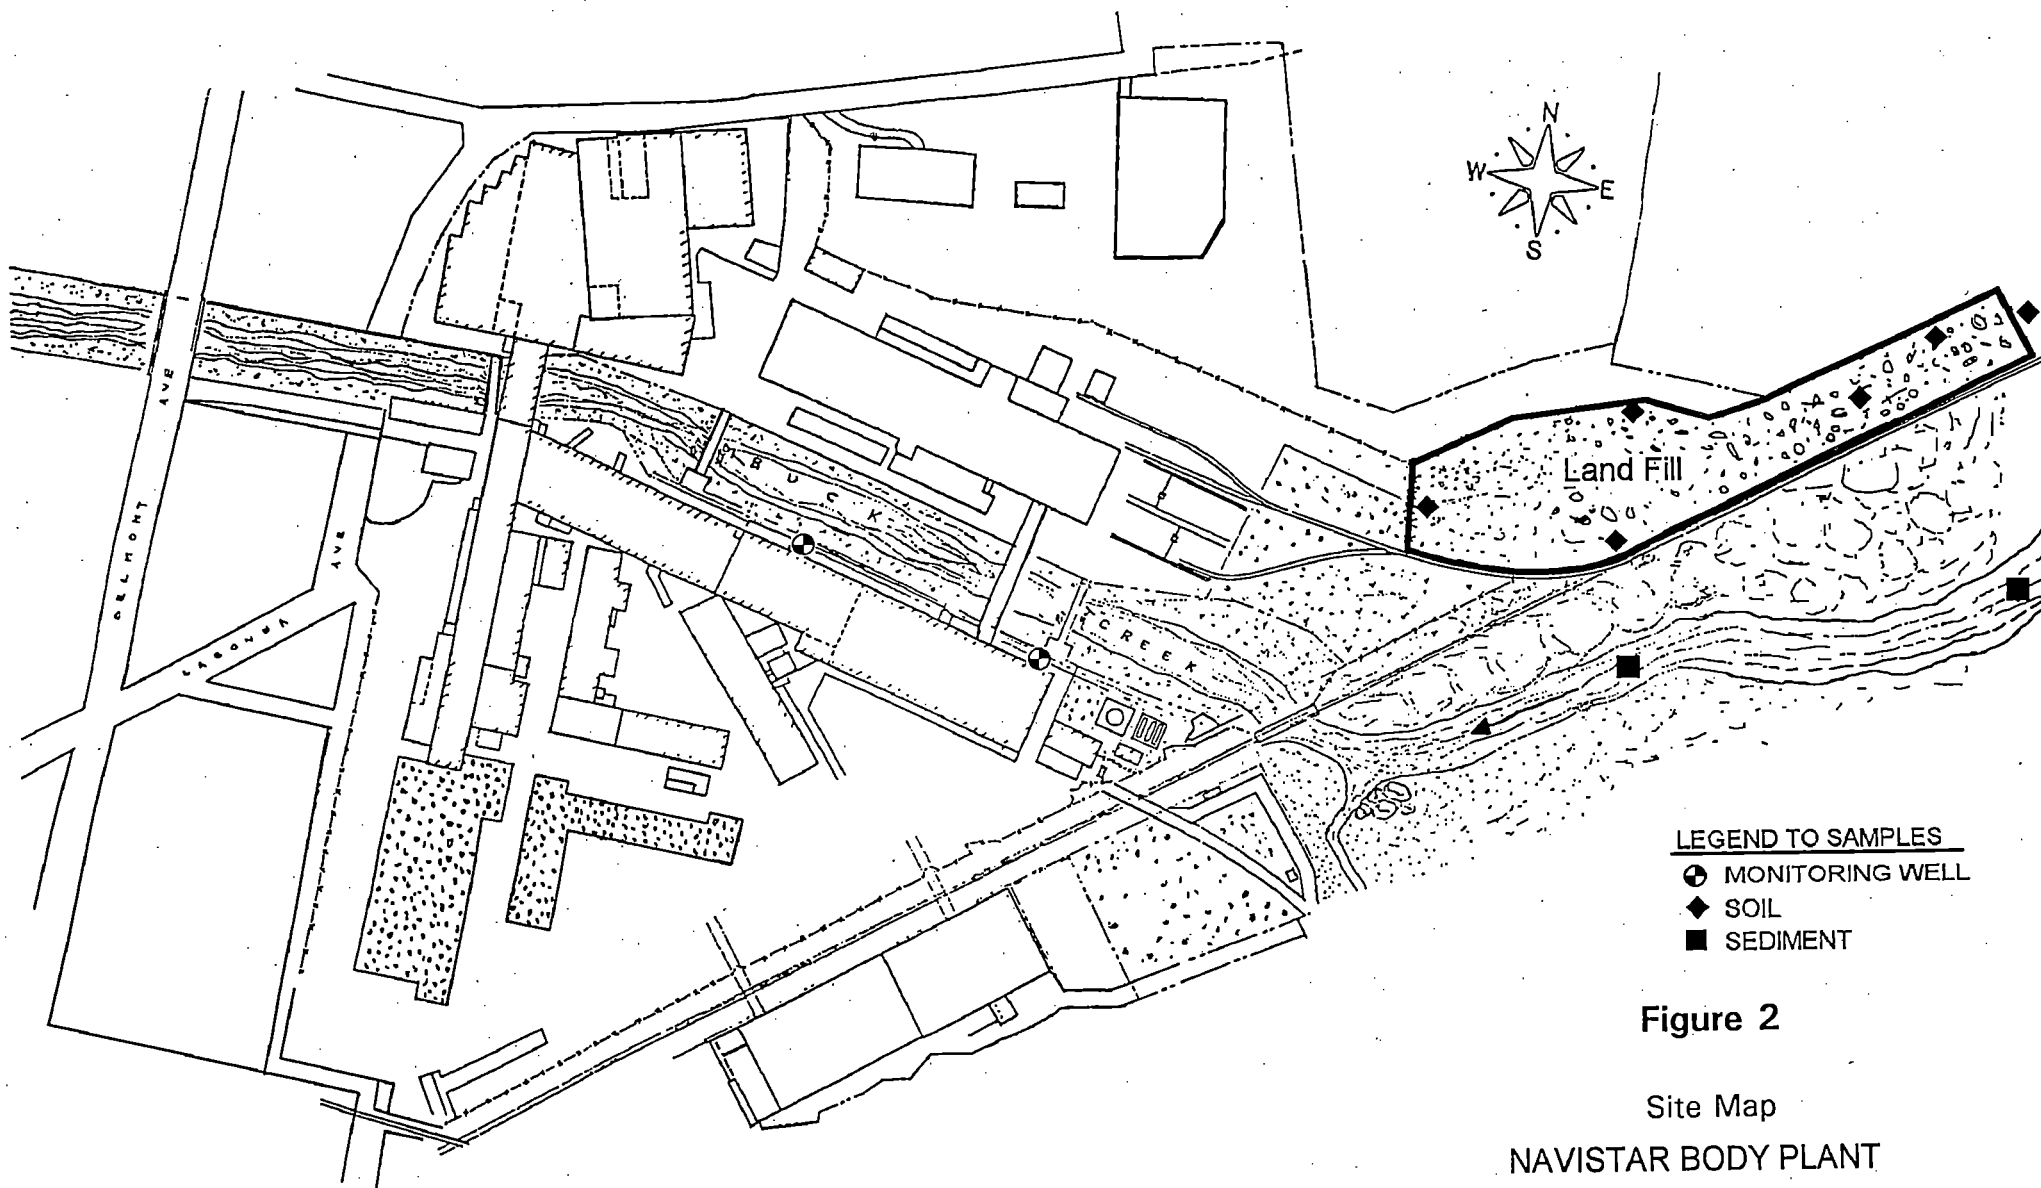 N
W
E
S
AVE
BELMONT
LAGONDA
AVE
BUCK
CREEK
Land Fill
LEGEND TO SAMPLES
MONITORING WELL
SOIL
SEDIMENT
Figure 2
Site Map
NAVISTAR BODY PLANT